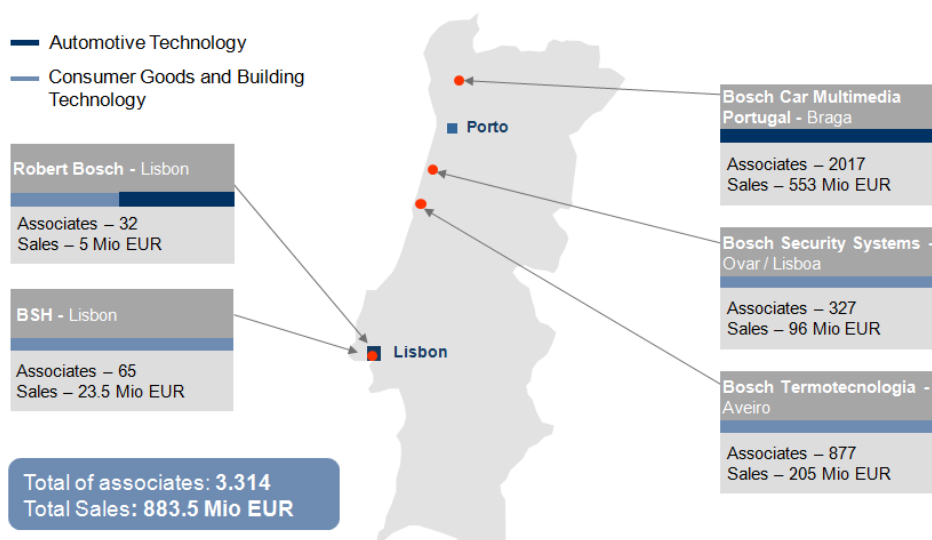 Automotive Technology
Consumer Goods and Building
Technology
Robert Bosch - Lisbon
Associates – 32
Sales – 5 Mio EUR
BSH - Lisbon
Associates – 65
Sales – 23.5 Mio EUR
Total of associates: 3.314
Total Sales: 883.5 Mio EUR
Porto
Lisbon
Bosch Car Multimedia
Portugal - Braga
Associates – 2017
Sales – 553 Mio EUR
Bosch Security Systems -
Ovar / Lisboa
Associates – 327
Sales – 96 Mio EUR
Bosch Termotecnologia -
Aveiro
Associates – 877
Sales – 205 Mio EUR